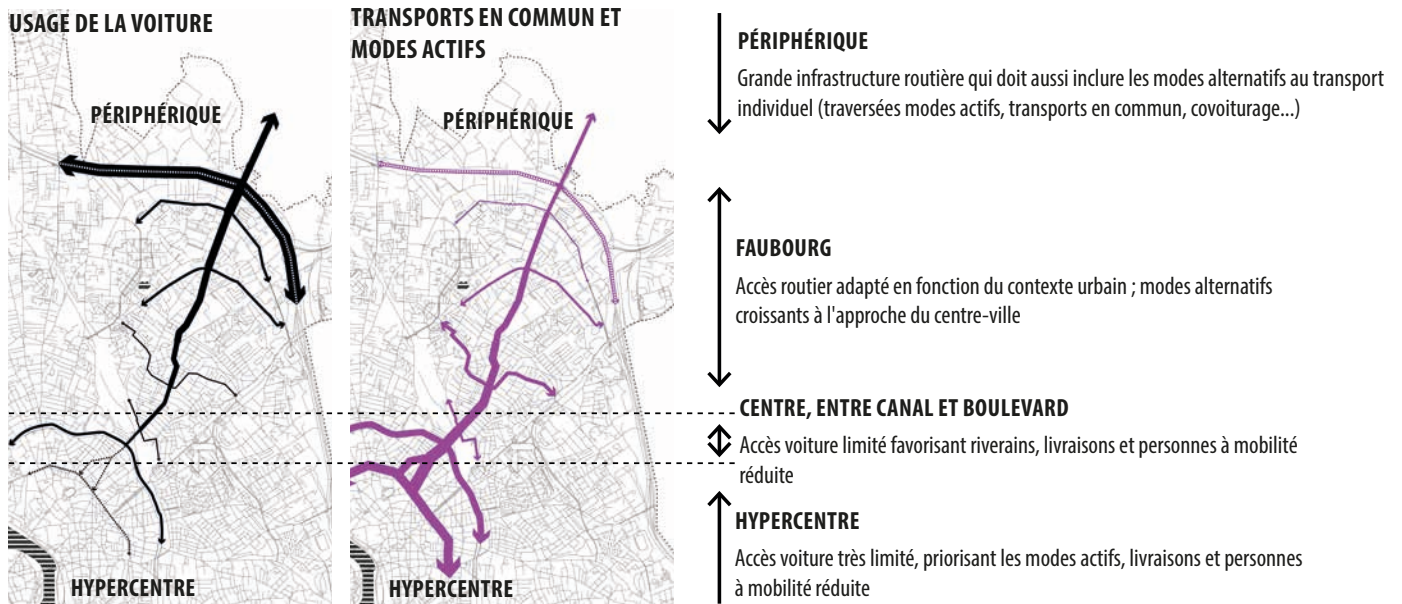 USAGE DE LA VOITURE
PÉRIPHÉRIQUE
HYPERCENTRE
TRANSPORTS EN COMMUN ET
MODES ACTIFS
PÉRIPHÉRIQUE
HYPERCENTRE
PÉRIPHÉRIQUE
Grande infrastructure routière qui doit aussi inclure les modes alternatifs au transport
individuel (traversées modes actifs, transports en commun, covoiturage...)
FAUBOURG
Accès routier adapté en fonction du contexte urbain ; modes alternatifs
croissants à l'approche du centre-ville
CENTRE, ENTRE CANAL ET BOULEVARD
Accès voiture limité favorisant riverains, livraisons et personnes à mobilité
réduite
HYPERCENTRE
Accès voiture très limité, priorisant les modes actifs, livraisons et personnes
à mobilité réduite